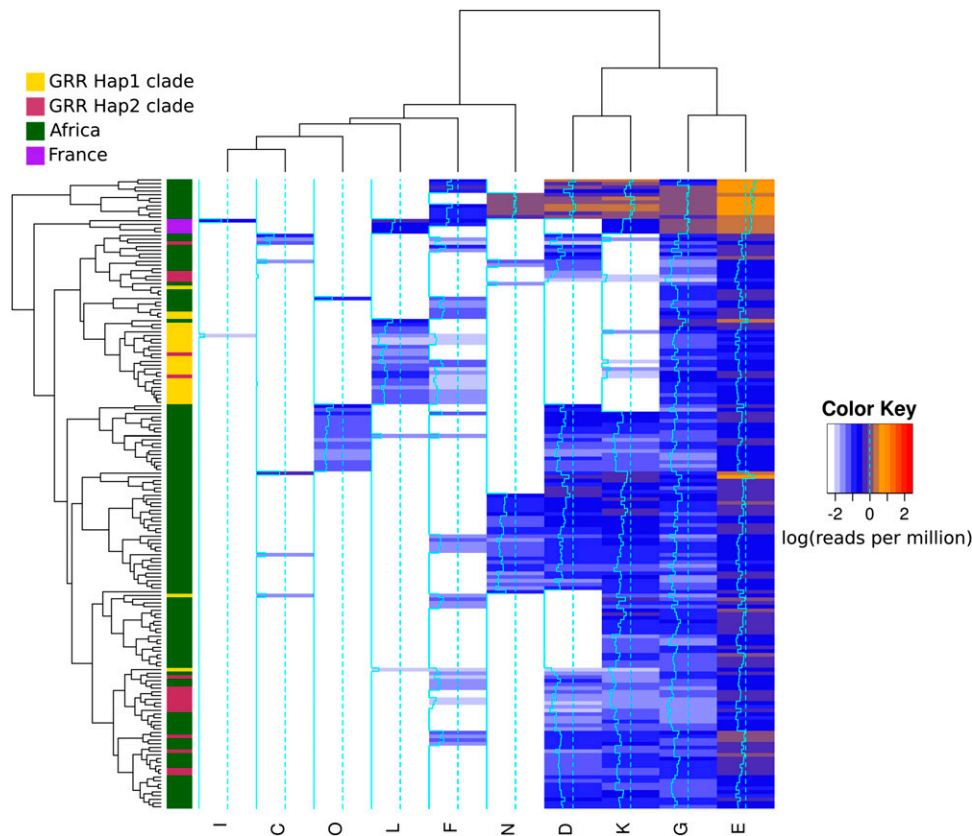 GRR Hap1 clade
GRR Hap2 clade
Africa
France
Color Key
-2 0 2
log(reads per million)
I C O L F N D K G E